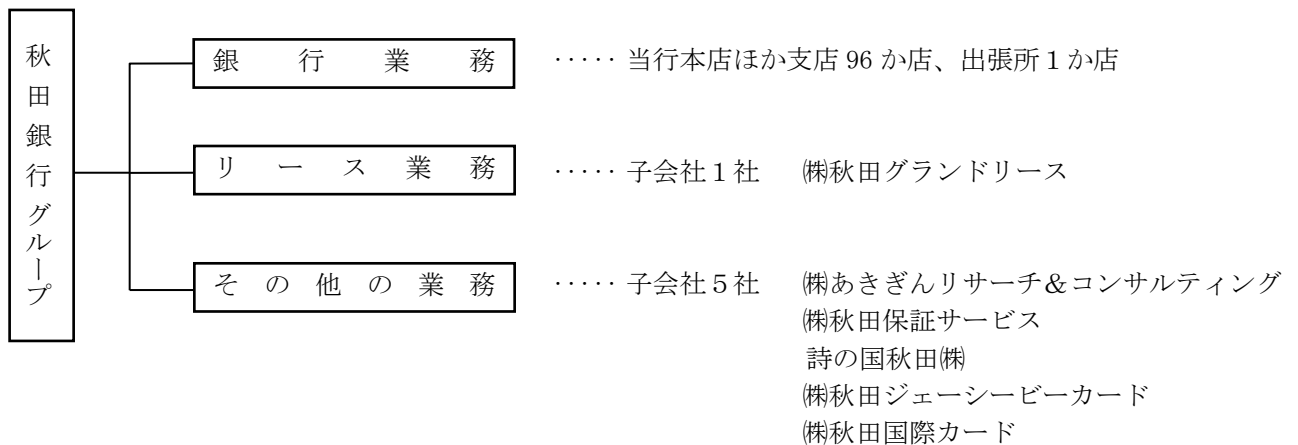 秋田銀行グループ
銀行業務 ‥‥‥ 当行本店ほか支店 96 か店、出張所１か店
リース業務 ‥‥‥ 子会社１社 ㈱秋田グランドリース
その他の業務 ‥‥‥ 子会社５社 ㈱あきぎんリサーチ＆コンサルティング
㈱秋田保証サービス
詩の国秋田㈱
㈱秋田ジェーシービーカード
㈱秋田国際カード